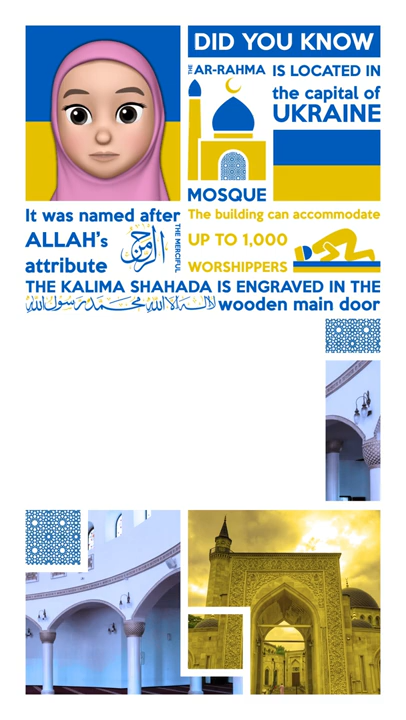 DID YOU KNOW
THE AR-RAHMA
MOSQUE
IS LOCATED IN
the capital of
UKRAINE
It was named after
ALLAH's
attribute
الرحمن
THE MERCIFUL
The building can accommodate
UP TO 1,000
WORSHIPPERS
THE KALIMA SHAHADA IS ENGRAVED IN THE
لا اله الا الله محمد رسول الله wooden main door